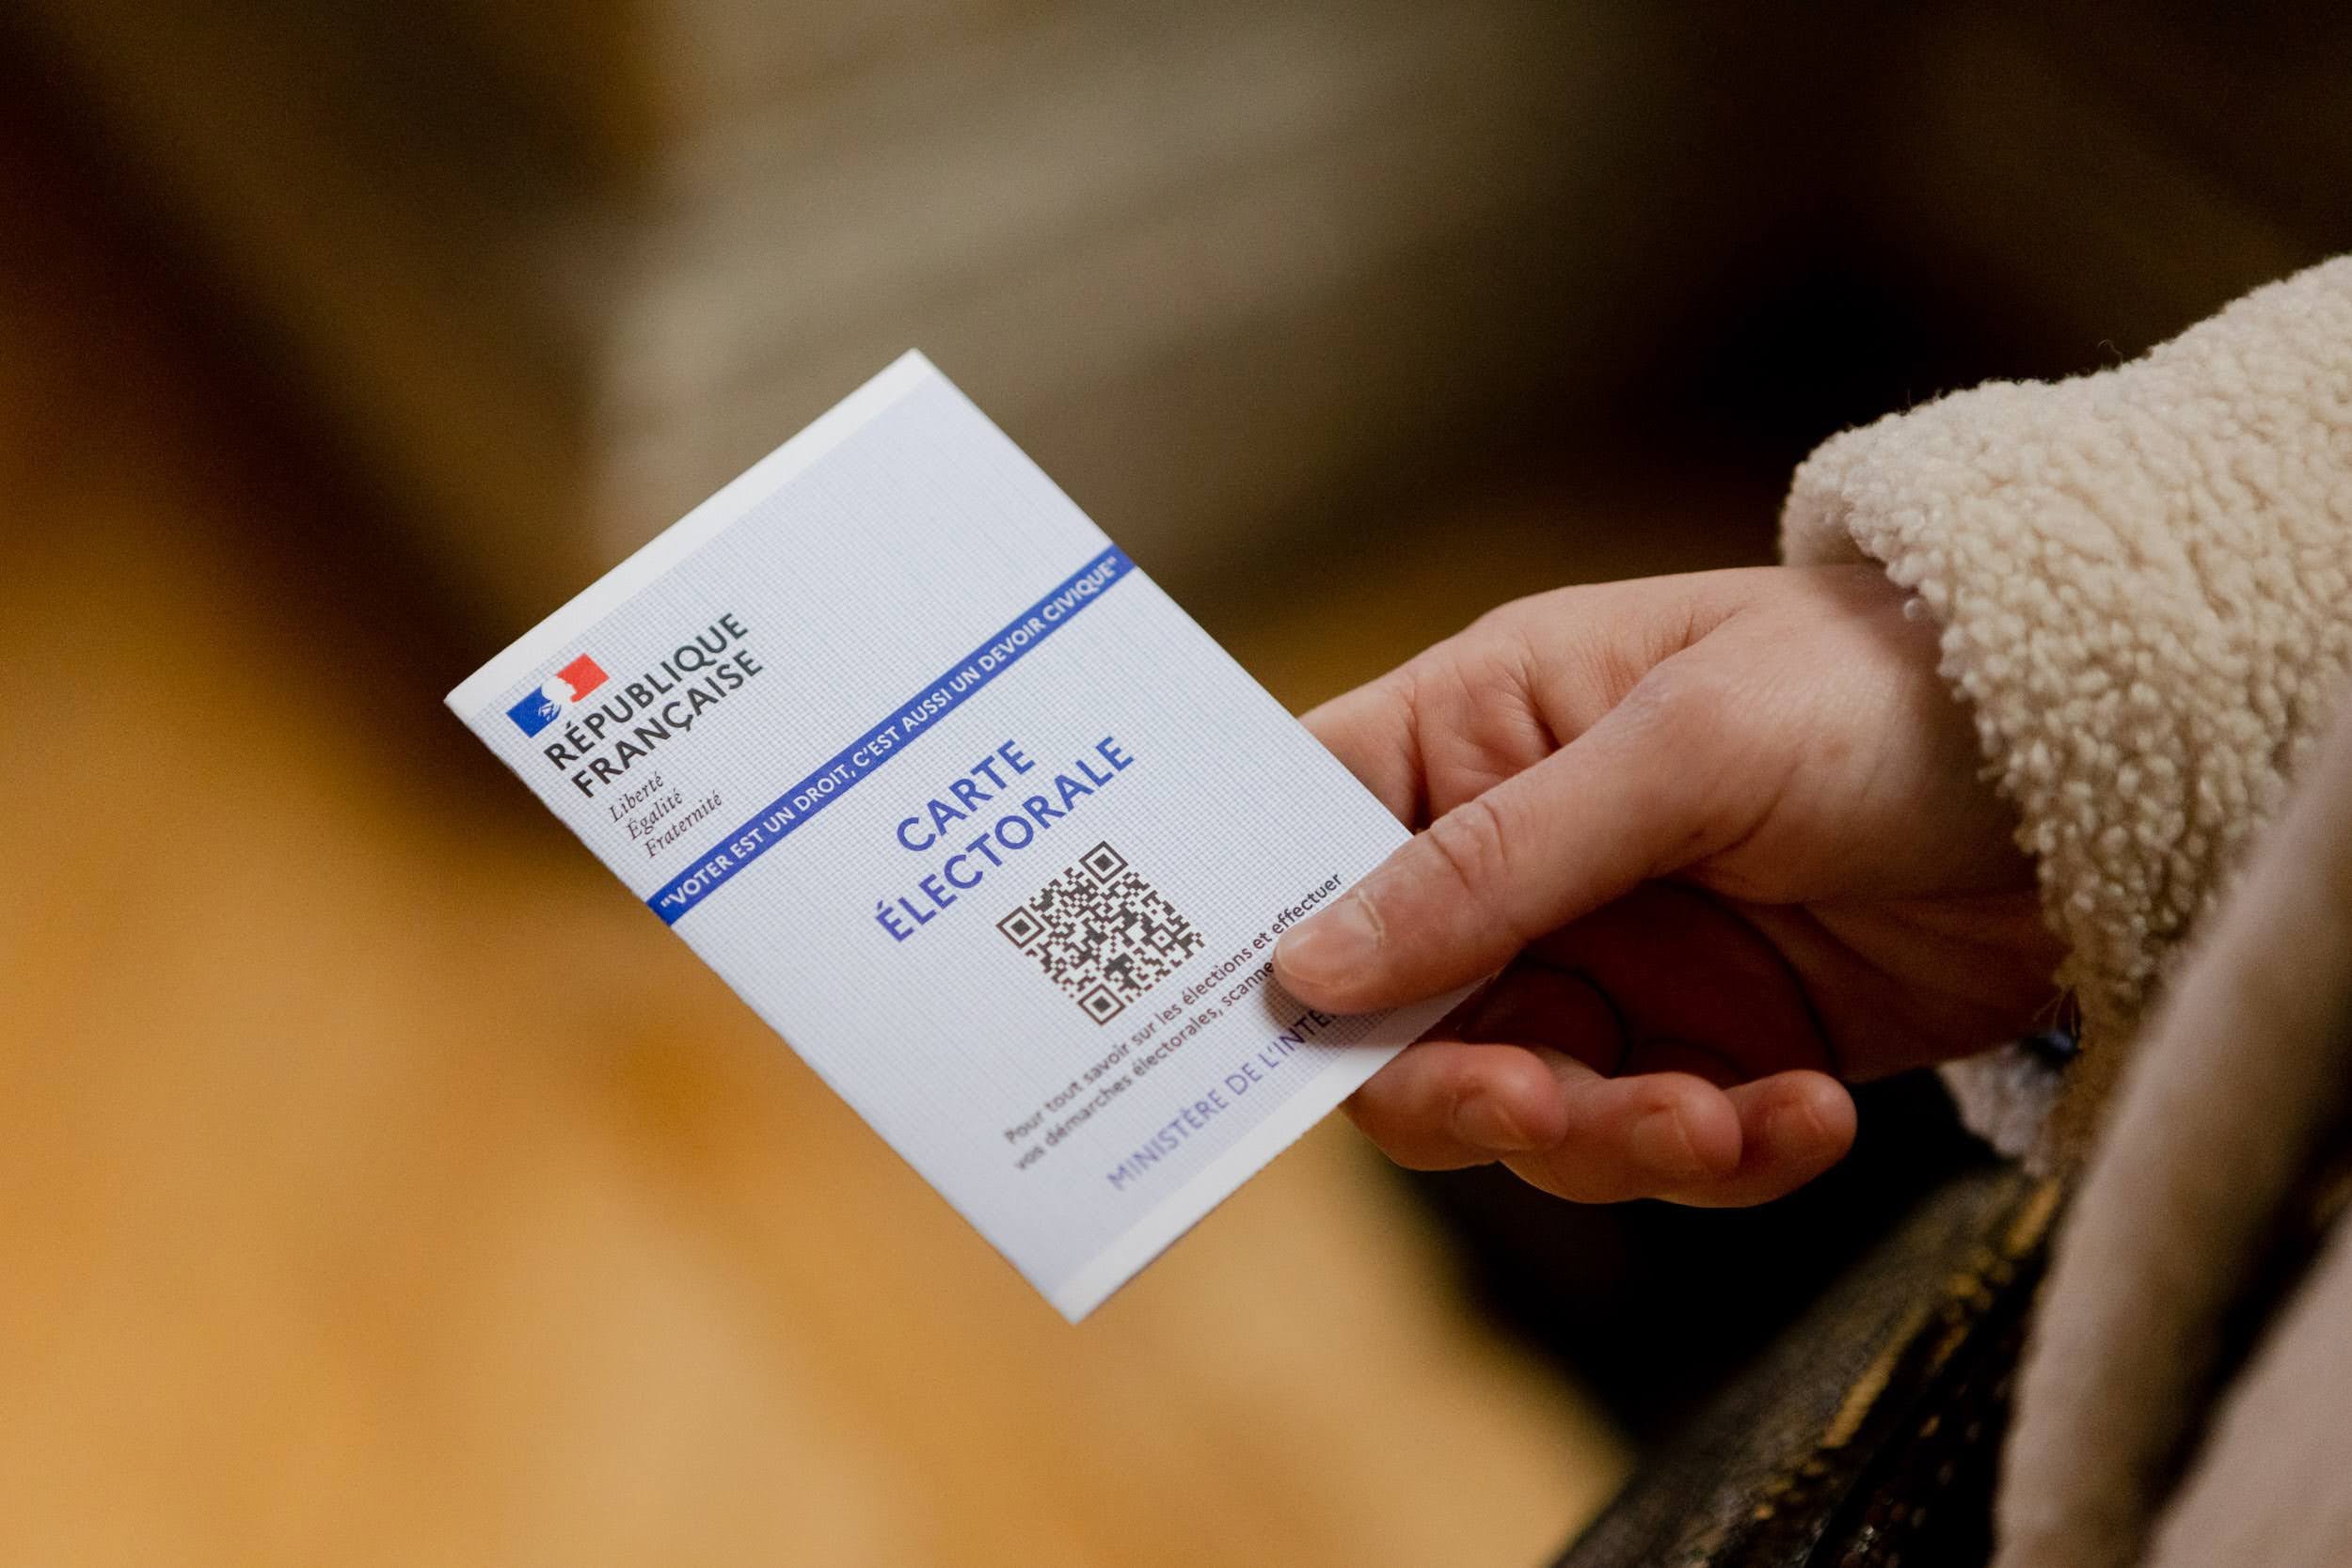 RÉPUBLIQUE
FRANÇAISE
Liberté
Égalité
Fraternité
"VOTER EST UN DROIT, C'EST AUSSI UN DEVOIR CIVIQUE"
CARTE
ÉLECTORALE
Pour tout savoir sur les élections et effectuer
vos démarches électorales, scanne
MINISTÈRE DE L'INTÉ